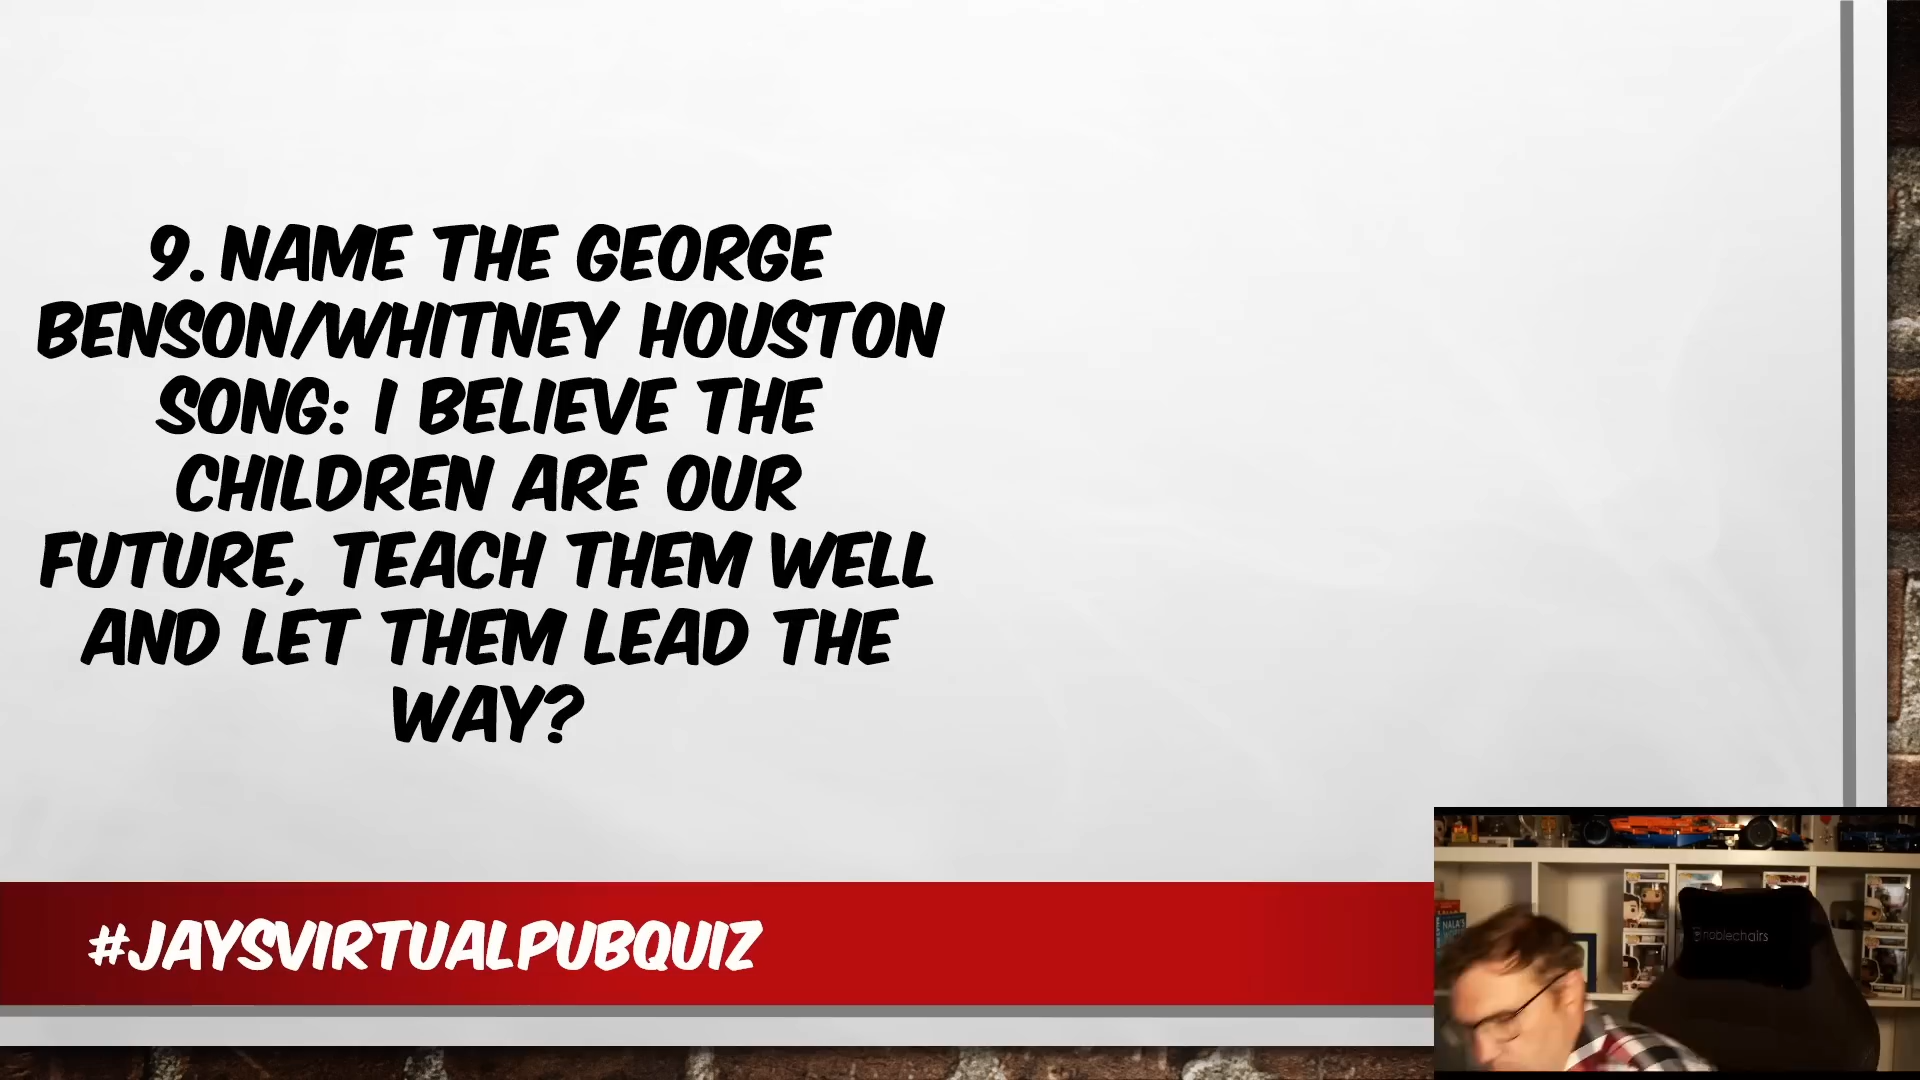 9. NAME THE GEORGE
BENSON/WHITNEY HOUSTON
SONG: I BELIEVE THE
CHILDREN ARE OUR
FUTURE, TEACH THEM WELL
AND LET THEM LEAD THE
WAY?
#JAYSVIRTUALPUBQUIZ
noblechairs
NALA'S